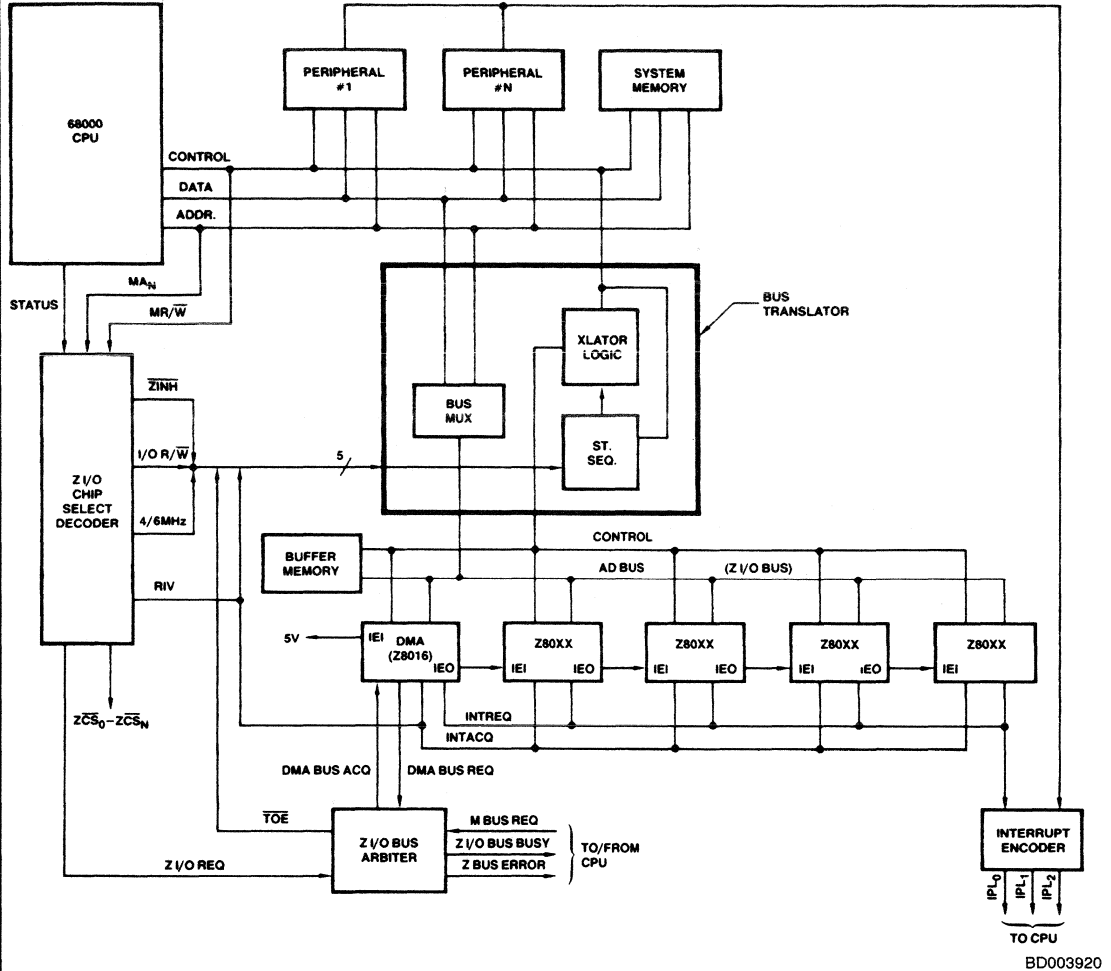 68000
CPU
PERIPHERAL
#1
PERIPHERAL
#N
SYSTEM
MEMORY
CONTROL
DATA
ADDR.
STATUS
MA_N
MR/W̅
BUS
TRANSLATOR
XLATOR
LOGIC
BUS
MUX
ST.
SEQ.
Z̅I̅N̅H̅
I/O R/W̅
5
4/6MHz
RIV
Z I/O
CHIP
SELECT
DECODER
BUFFER
MEMORY
CONTROL
AD BUS
(Z I/O BUS)
5V
IEI
DMA
(Z8016)
IEO
Z80XX
IEI
IEO
Z80XX
IEI
IEO
Z80XX
IEI
IEO
Z80XX
IEI
ZC̅S̅₀–ZC̅S̅_N
INTREQ
INTACQ
DMA BUS ACQ
DMA BUS REQ
T̅O̅E̅
Z I/O REQ
Z I/O BUS
ARBITER
M BUS REQ
Z I/O BUS BUSY
Z BUS ERROR
TO/FROM
CPU
INTERRUPT
ENCODER
IPL₀
IPL₁
IPL₂
TO CPU
BD003920